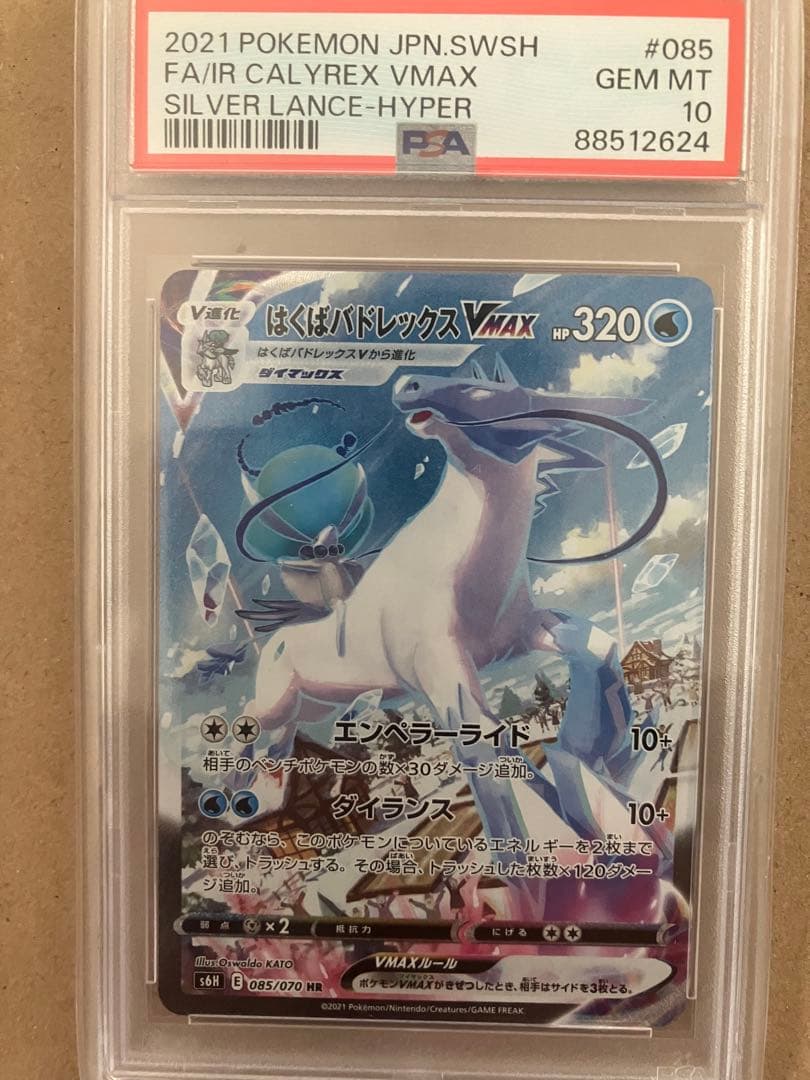 2021 POKEMON JPN.SWSH #085
FA/IR CALYREX VMAX GEM MT
SILVER LANCE-HYPER 10
PSA 88512624
V進化 はくばバドレックスVMAX HP320
はくばバドレックスVから進化
ダイマックス
エンペラーライド 10+
相手のベンチポケモンの数×30ダメージ追加。
ダイランス 10+
のぞむなら、このポケモンについているエネルギーを2枚まで
選び、トラッシュする。その場合、トラッシュした枚数×120ダメー
ジ追加。
弱点 ×2 抵抗力 にげる
Illus.Oswaldo KATO VMAXルール
s6H E 085/070 HR ポケモンVMAXがきぜつしたとき、相手はサイドを3枚とる。
©2021 Pokémon/Nintendo/Creatures/GAME FREAK.
PSA